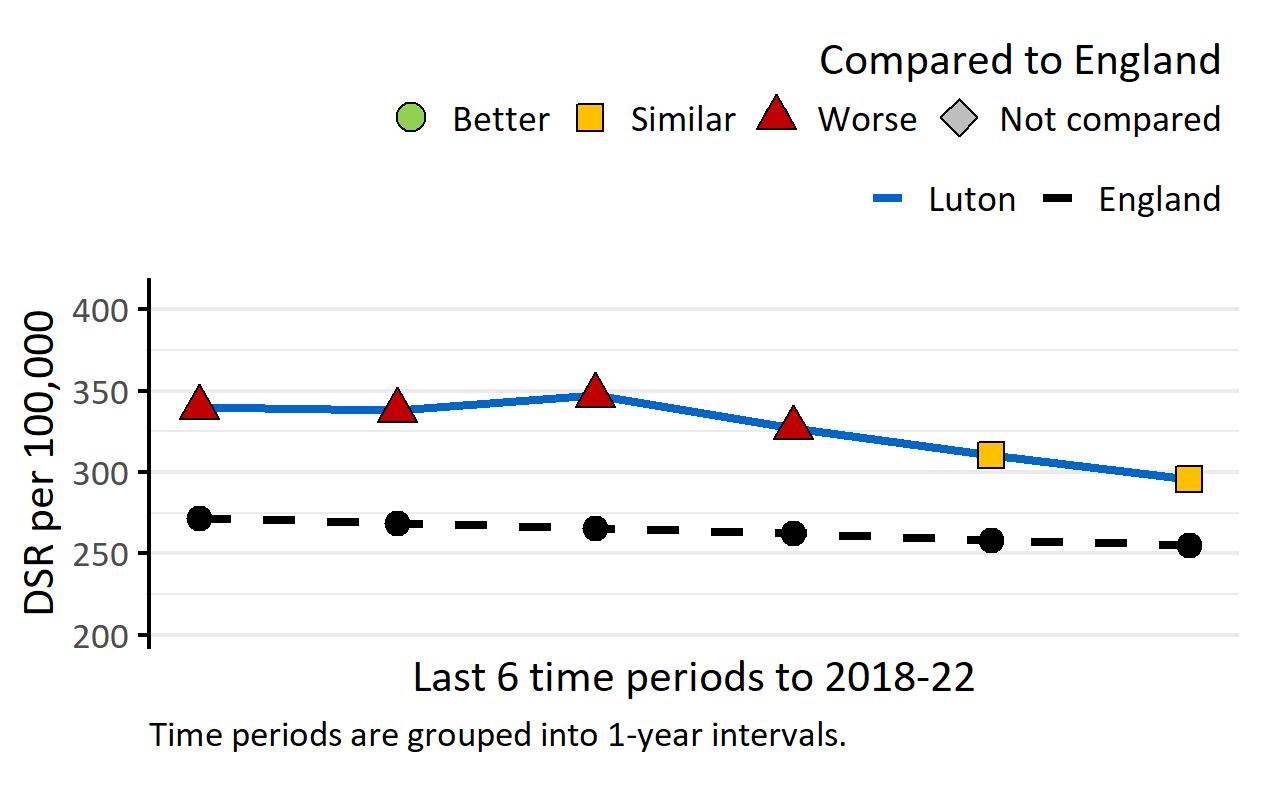 Compared to England
Better Similar Worse Not compared
Luton England
DSR per 100,000
400
350
300
250
200
Last 6 time periods to 2018-22
Time periods are grouped into 1-year intervals.